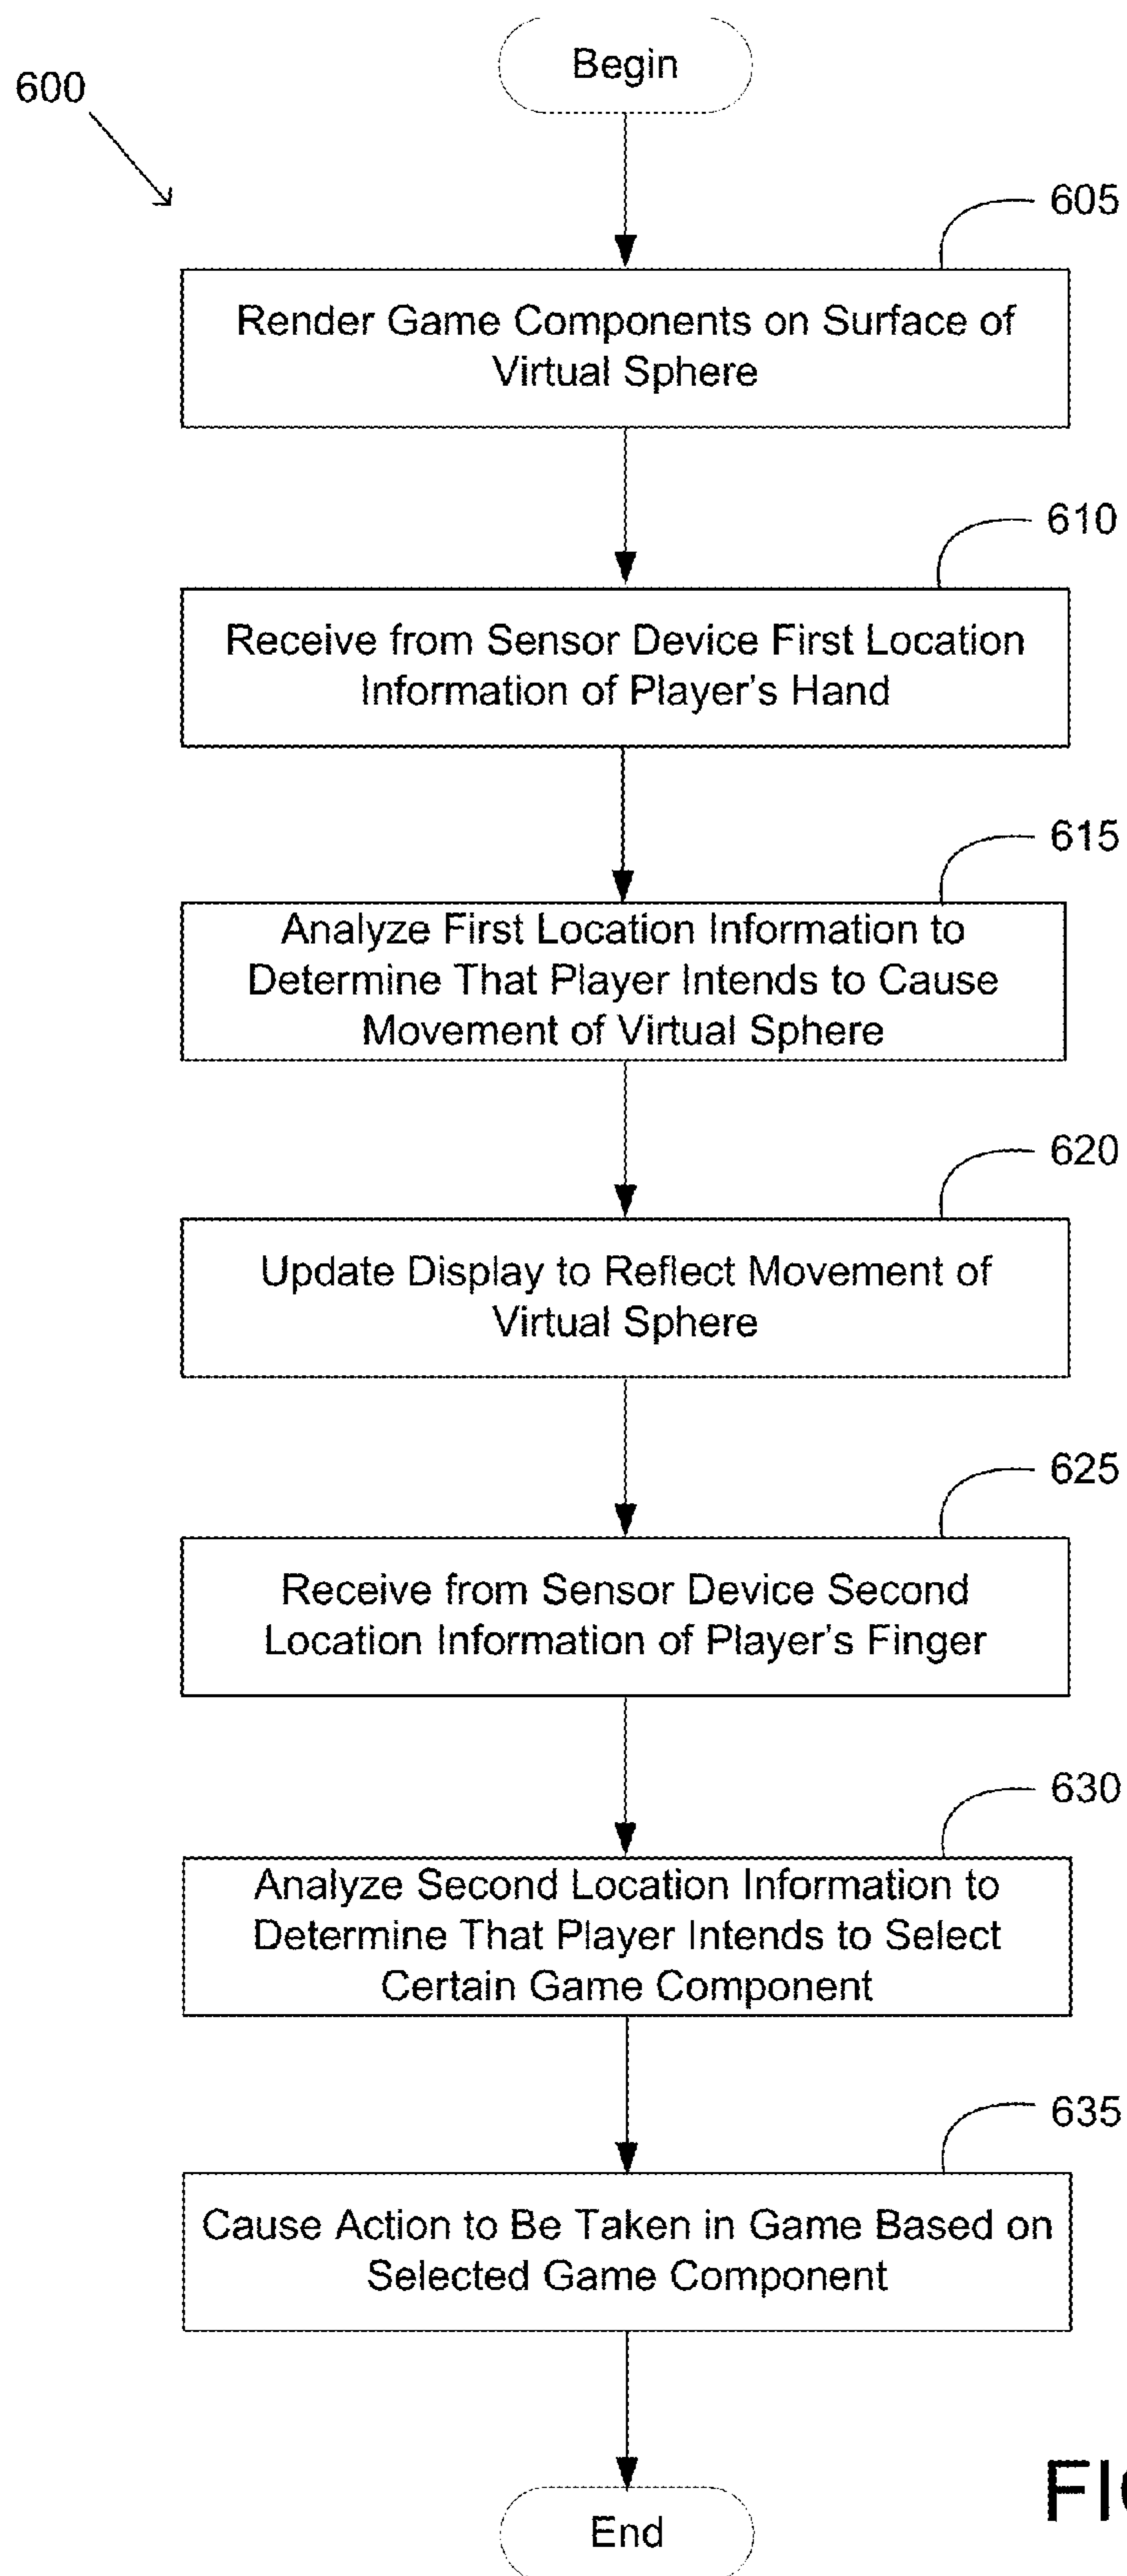 Begin
600
605
Render Game Components on Surface of
Virtual Sphere
610
Receive from Sensor Device First Location
Information of Player's Hand
615
Analyze First Location Information to
Determine That Player Intends to Cause
Movement of Virtual Sphere
620
Update Display to Reflect Movement of
Virtual Sphere
625
Receive from Sensor Device Second
Location Information of Player's Finger
630
Analyze Second Location Information to
Determine That Player Intends to Select
Certain Game Component
635
Cause Action to Be Taken in Game Based on
Selected Game Component
End